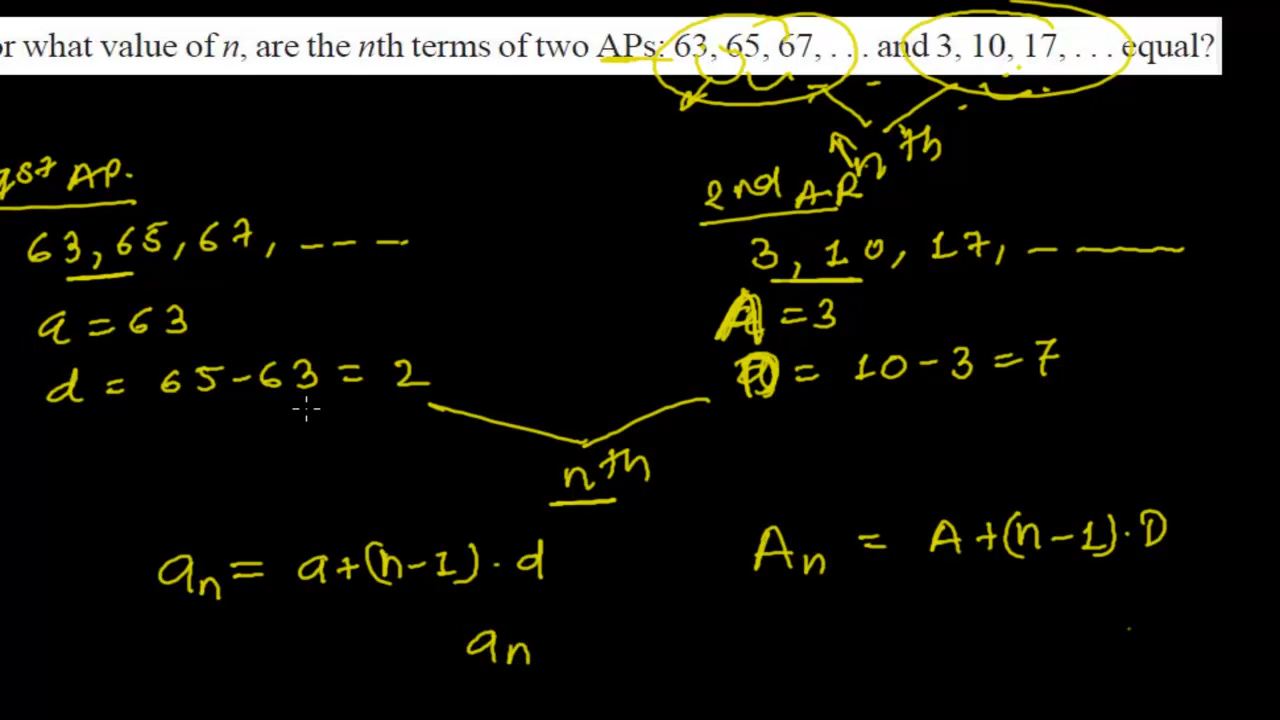 or what value of n, are the nth terms of two APs: 63, 65, 67, . . . and 3, 10, 17, . . . equal?
nth
AP.
2nd A.P.
63, 65, 67, ----
3, 10, 17, ----
a = 63
A = 3
d = 65-63 = 2
D = 10-3 = 7
nth
an = a+(n-1).d
An = A+(n-1).D
an